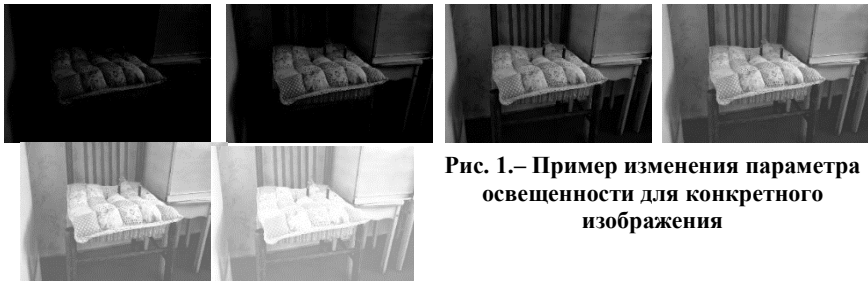 Рис. 1.– Пример изменения параметра
освещенности для конкретного
изображения